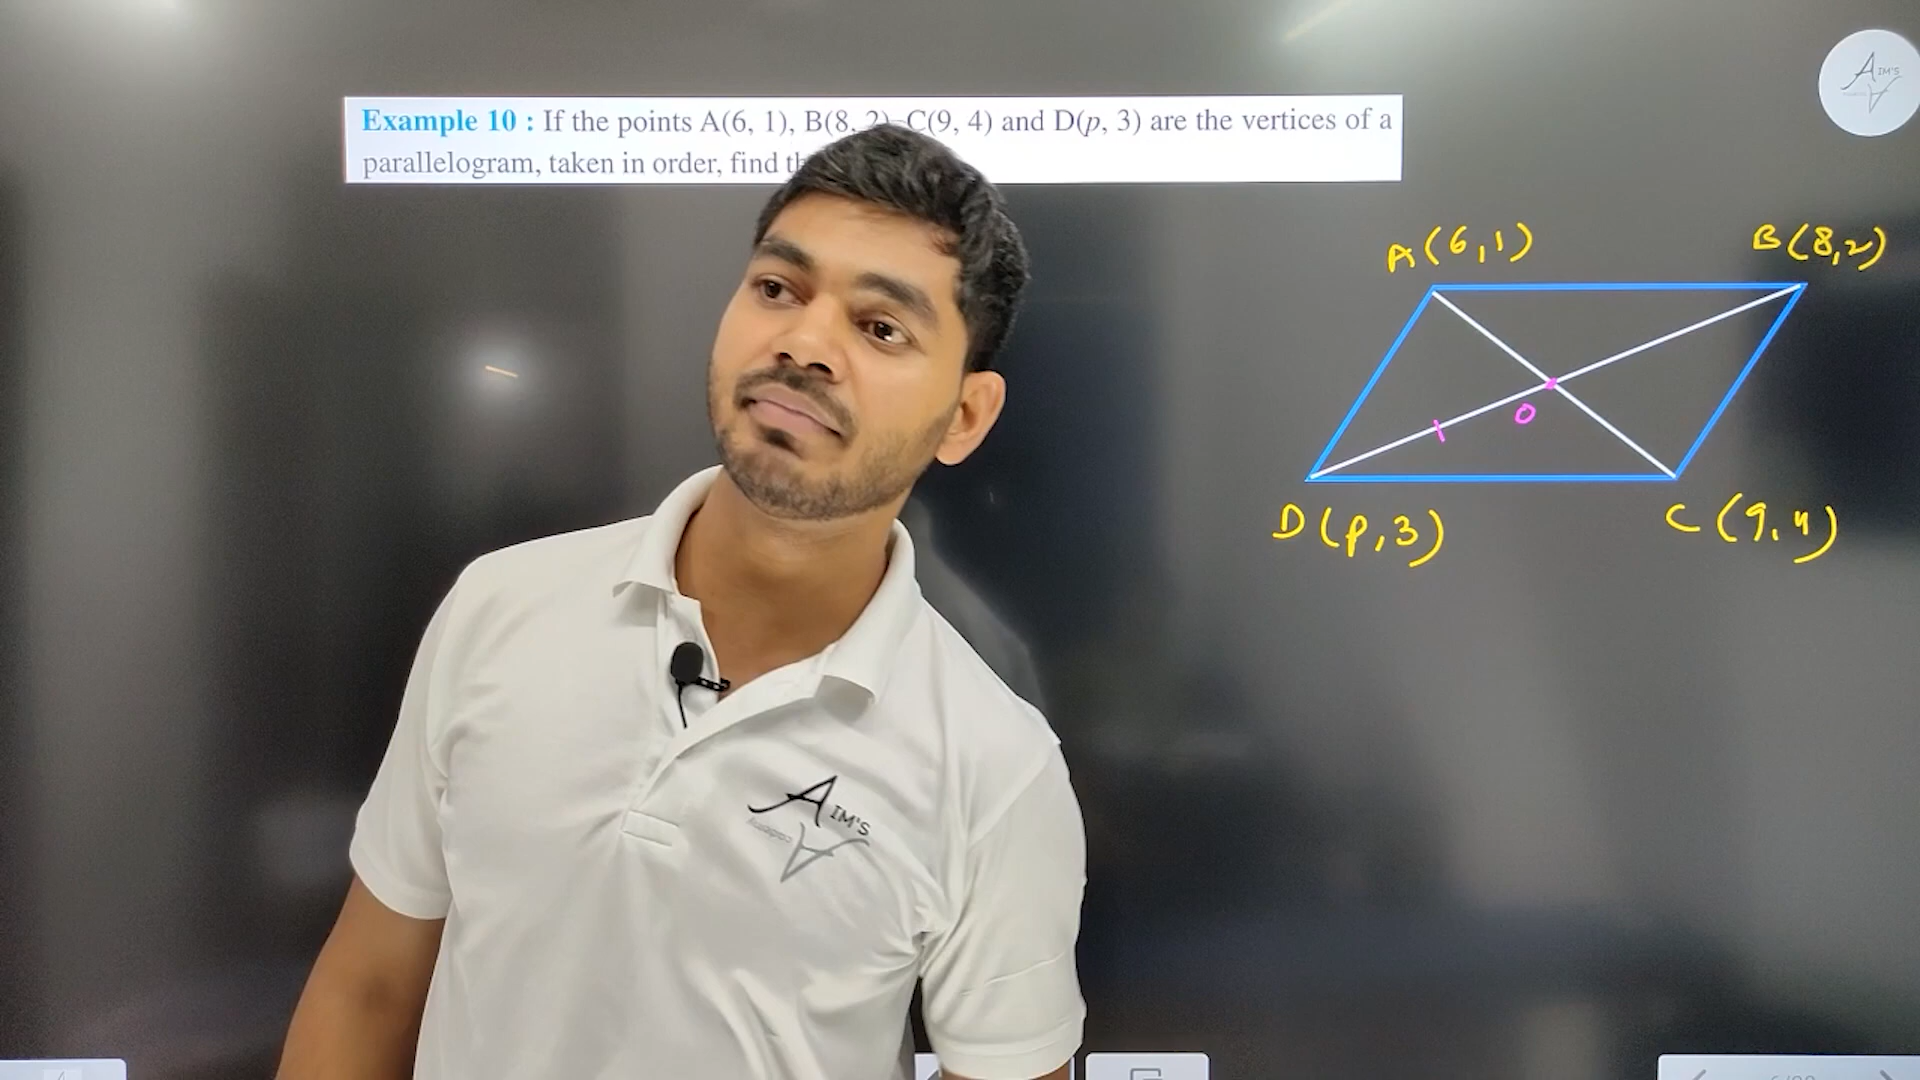 Example 10 : If the points A(6, 1), B(8, 2), C(9, 4) and D(p, 3) are the vertices of a
parallelogram, taken in order, find
A IM'S
A(6,1)
B(8,2)
O
D(p,3)
C(9,4)
A IM'S